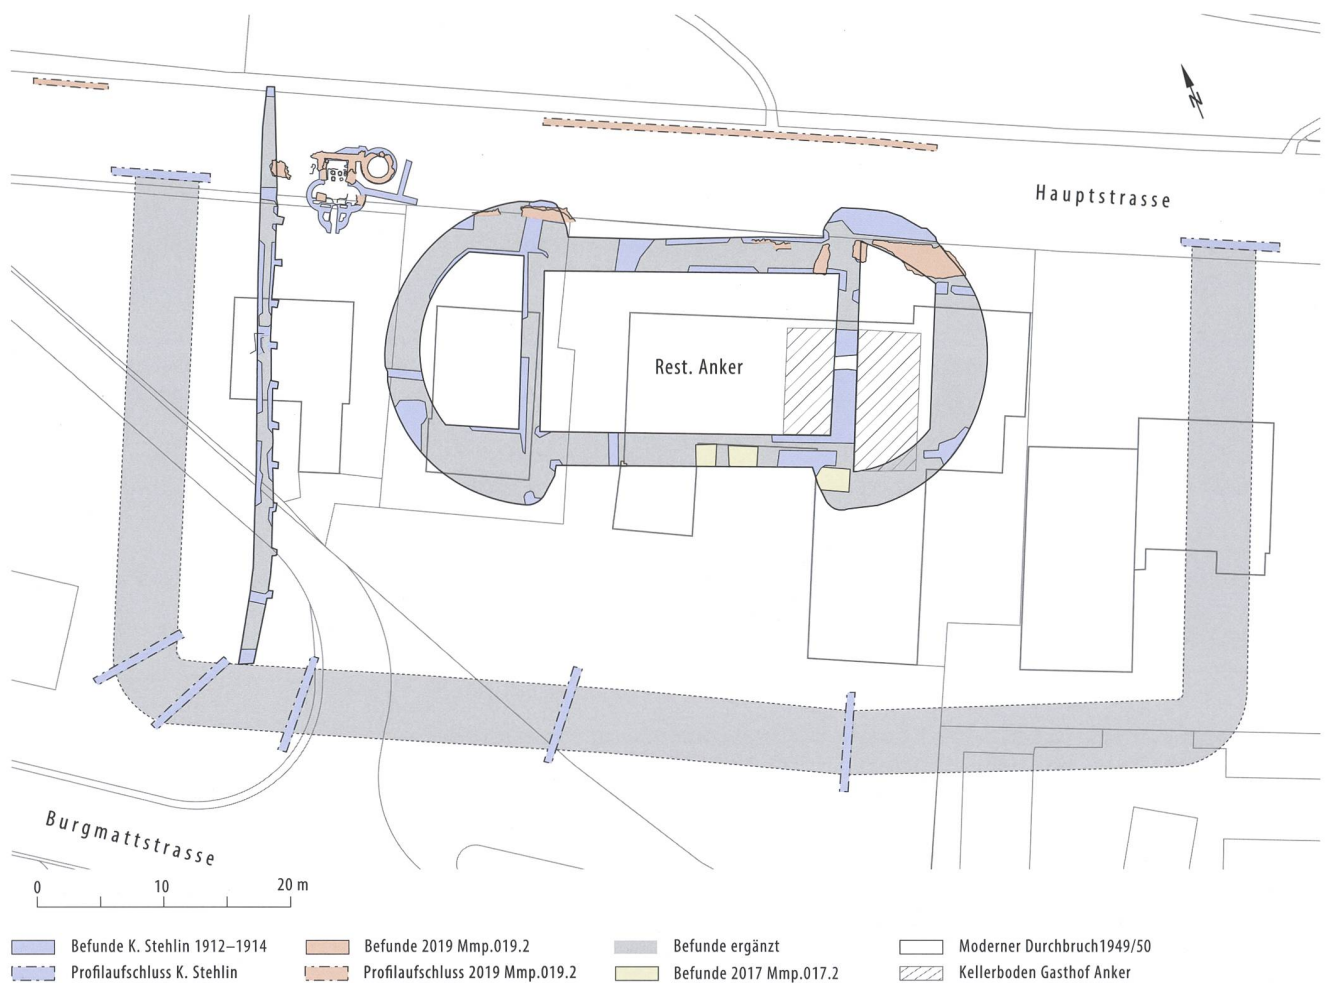 N
Hauptstrasse
Rest. Anker
Burgmattstrasse
0 10 20 m
Befunde K. Stehlin 1912–1914
Befunde 2019 Mmp.019.2
Befunde ergänzt
Moderner Durchbruch1949/50
Profilaufschluss K. Stehlin
Profilaufschluss 2019 Mmp.019.2
Befunde 2017 Mmp.017.2
Kellerboden Gasthof Anker